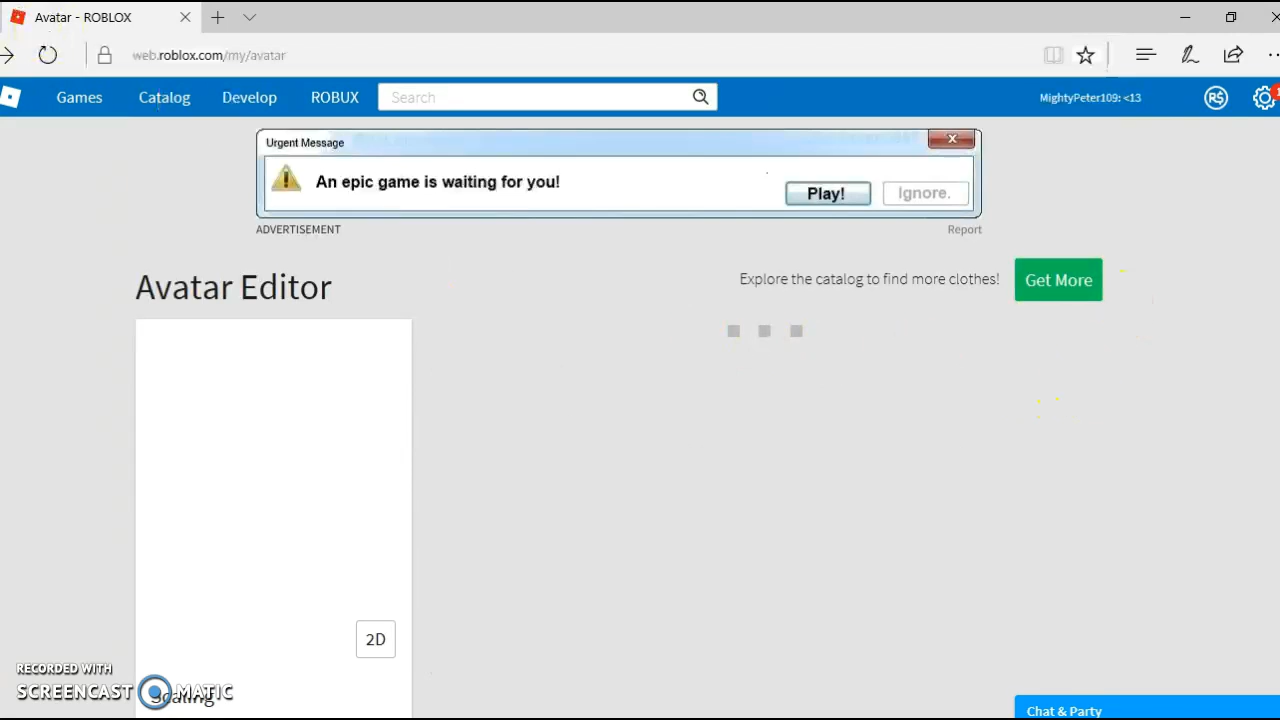 Avatar - ROBLOX
web.roblox.com/my/avatar
Games Catalog Develop ROBUX Search MightyPeter109: <13 R$ 1
Urgent Message
An epic game is waiting for you!
Play! Ignore.
ADVERTISEMENT Report
Avatar Editor
Explore the catalog to find more clothes! Get More
2D
RECORDED WITH
SCREENCAST MATIC
Scaling
Chat & Party